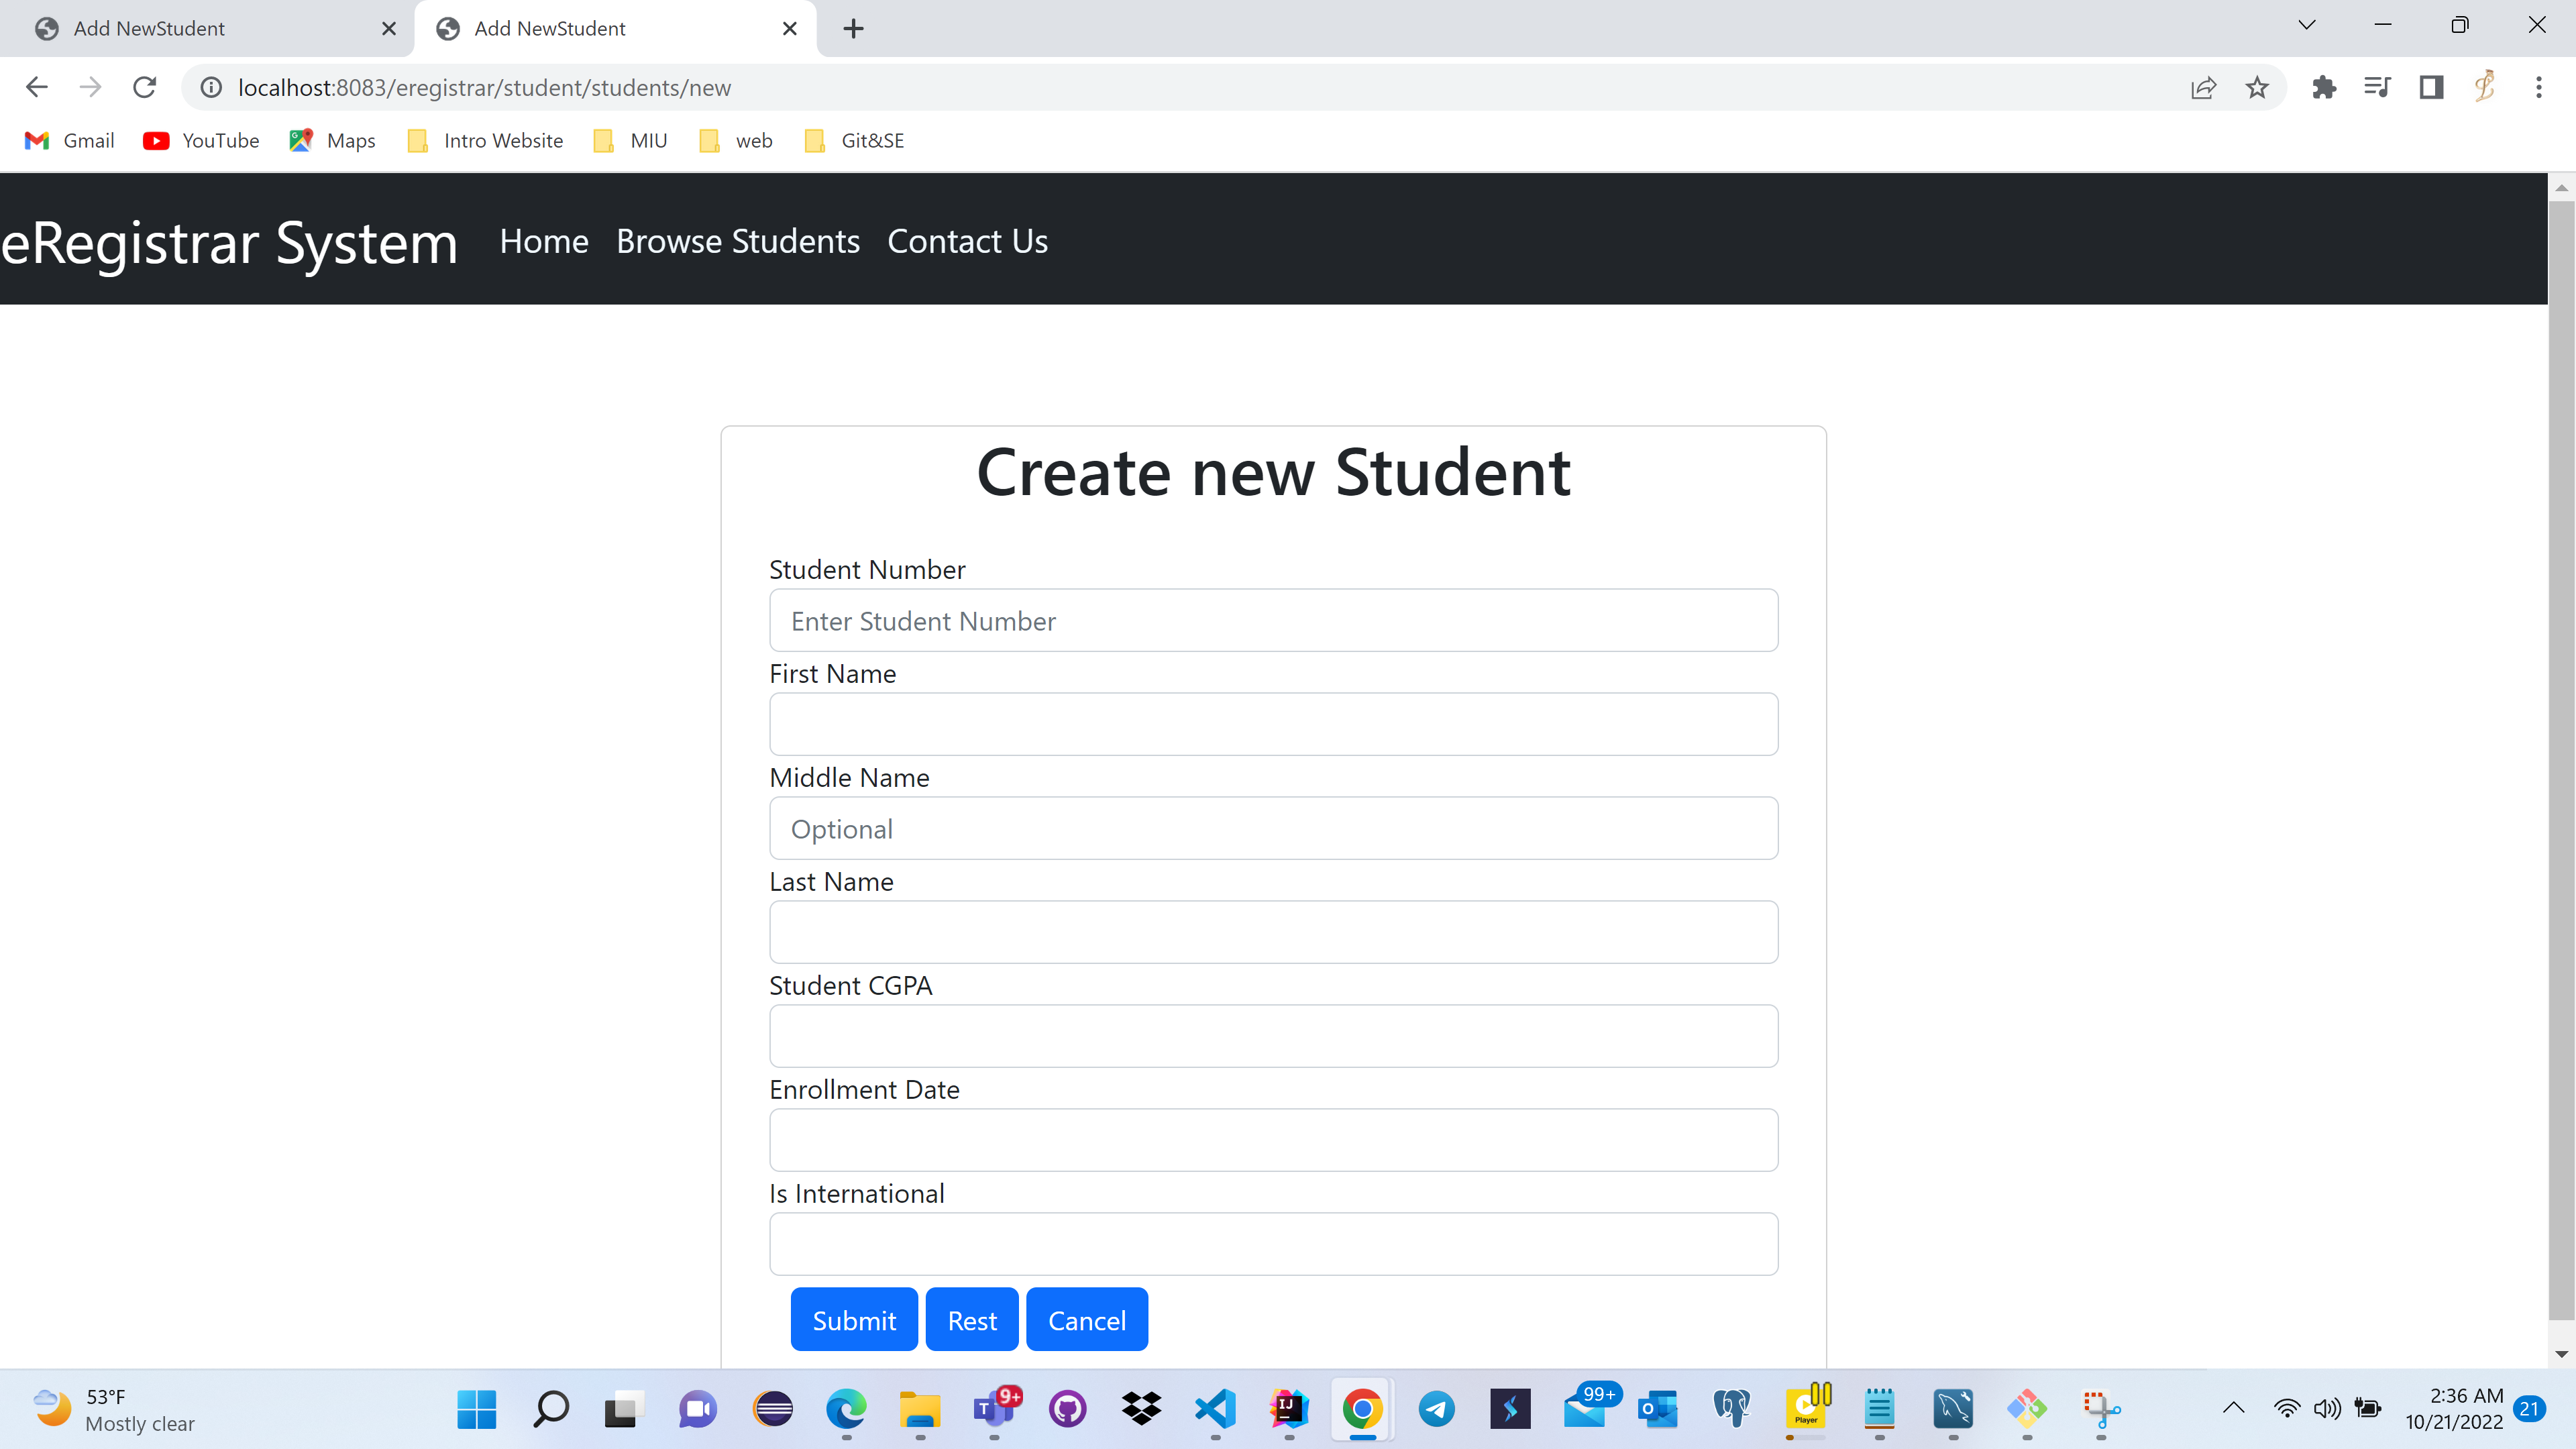 Add NewStudent
Add NewStudent
localhost:8083/eregistrar/student/students/new
Gmail YouTube Maps Intro Website MIU web Git&SE
eRegistrar System Home Browse Students Contact Us
Create new Student
Student Number
Enter Student Number
First Name
Middle Name
Optional
Last Name
Student CGPA
Enrollment Date
Is International
Submit Rest Cancel
53°F
Mostly clear
T 9+
IJ
99+
O
Player
2:36 AM
10/21/2022
21